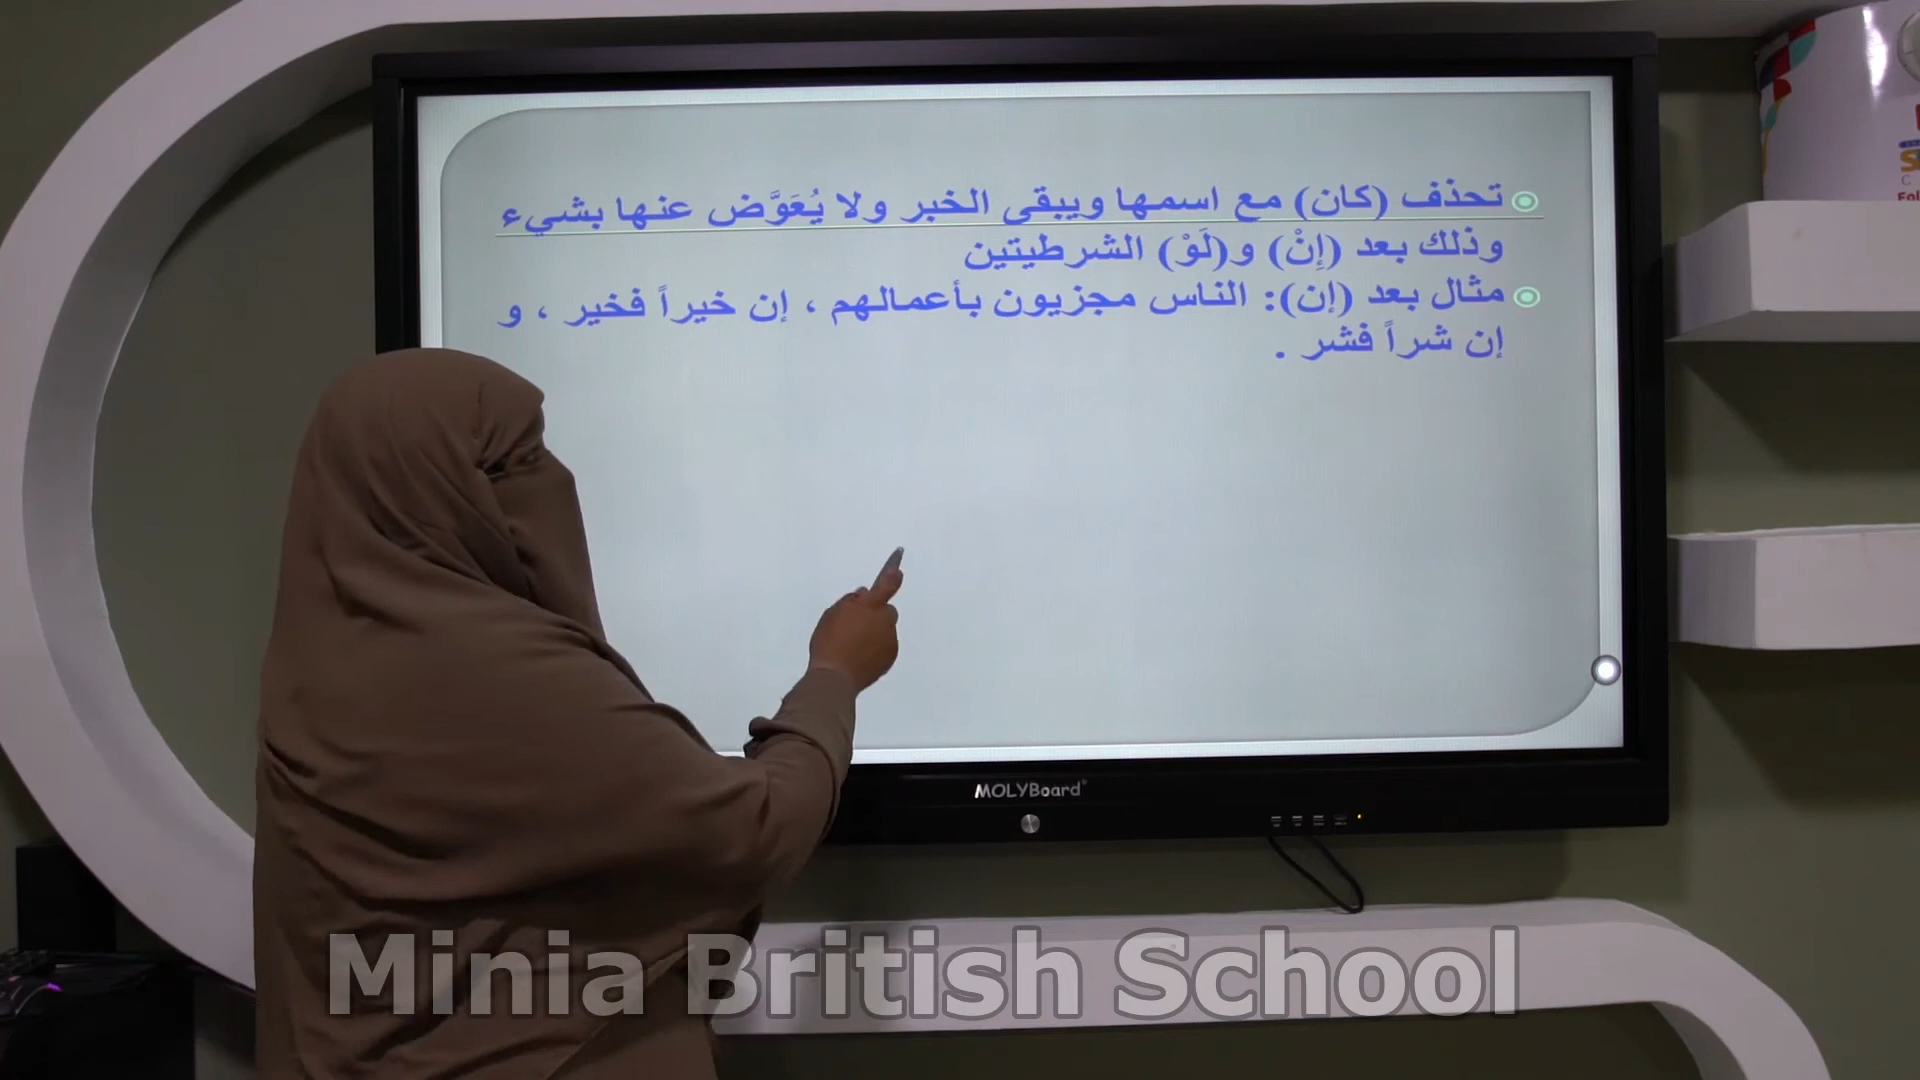 تحذف (كان) مع اسمها ويبقى الخبر ولا يُعَوَّض عنها بشيء
وذلك بعد (إِنْ) و(لَوْ) الشرطيتين
مثال بعد (إن): الناس مجزيون بأعمالهم ، إن خيراً فخير ، و
إن شراً فشر .
MOLYBoard
Minia British School